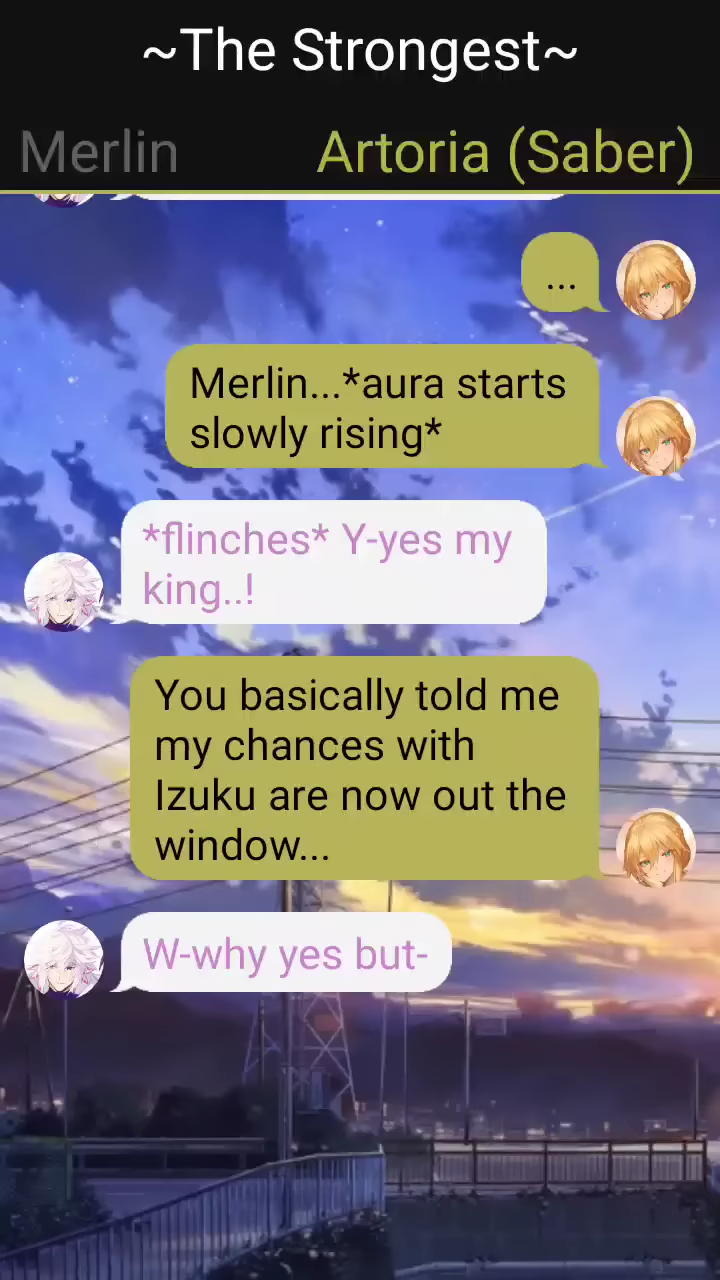 ~The Strongest~
Merlin
Artoria (Saber)
...
Merlin...*aura starts
slowly rising*
*flinches* Y-yes my
king..!
You basically told me
my chances with
Izuku are now out the
window...
W-why yes but-